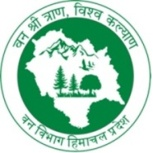 वन श्री त्राण, विश्व कल्याण
वन विभाग हिमाचल प्रदेश